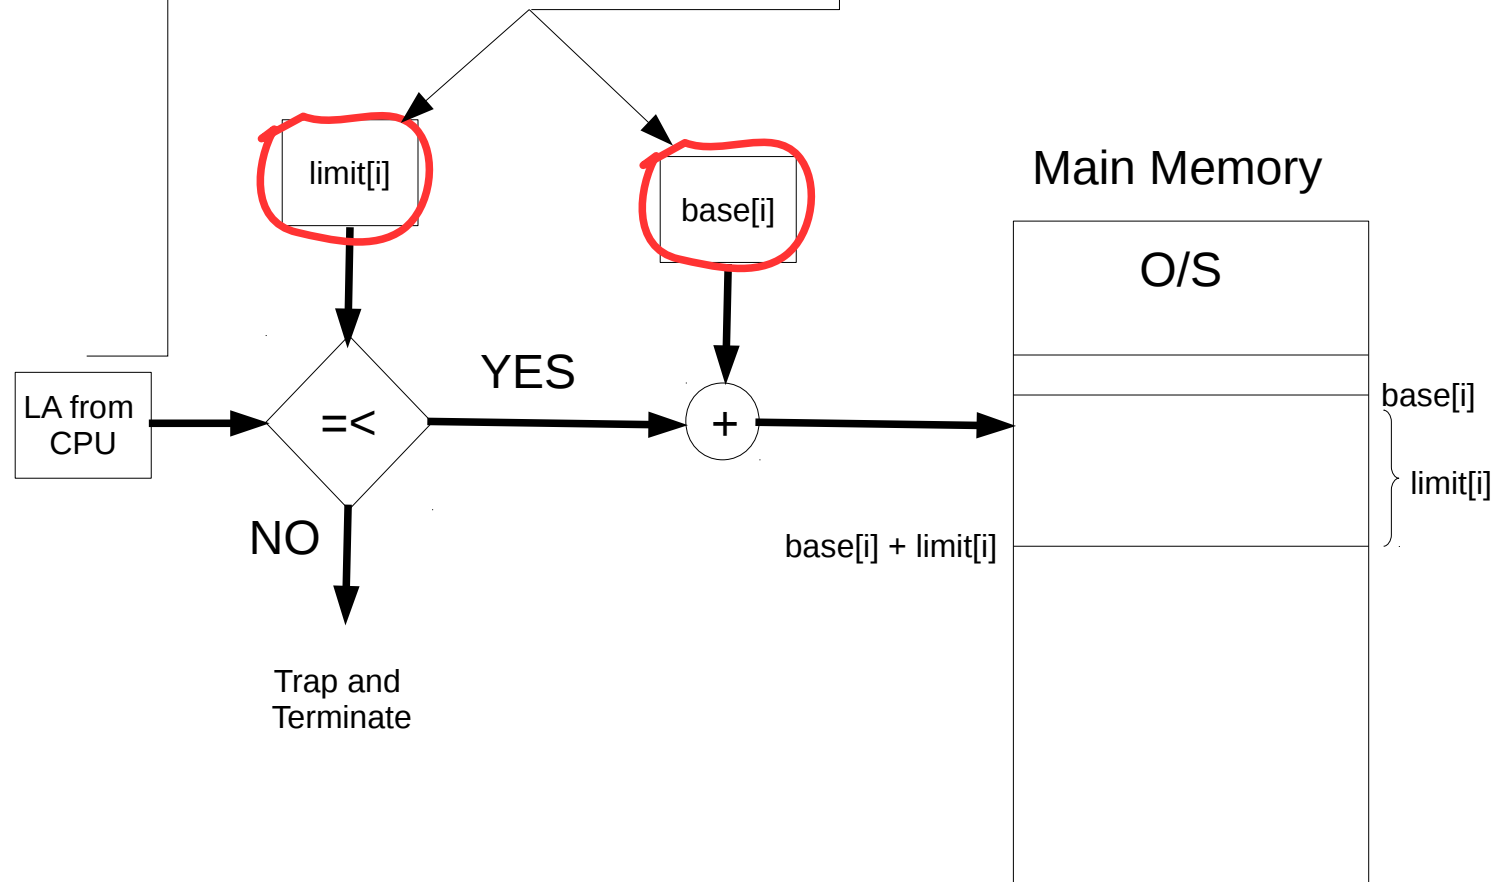 limit[i]
base[i]
Main Memory
O/S
LA from
CPU
=<
YES
+
NO
base[i]
limit[i]
base[i] + limit[i]
Trap and
Terminate